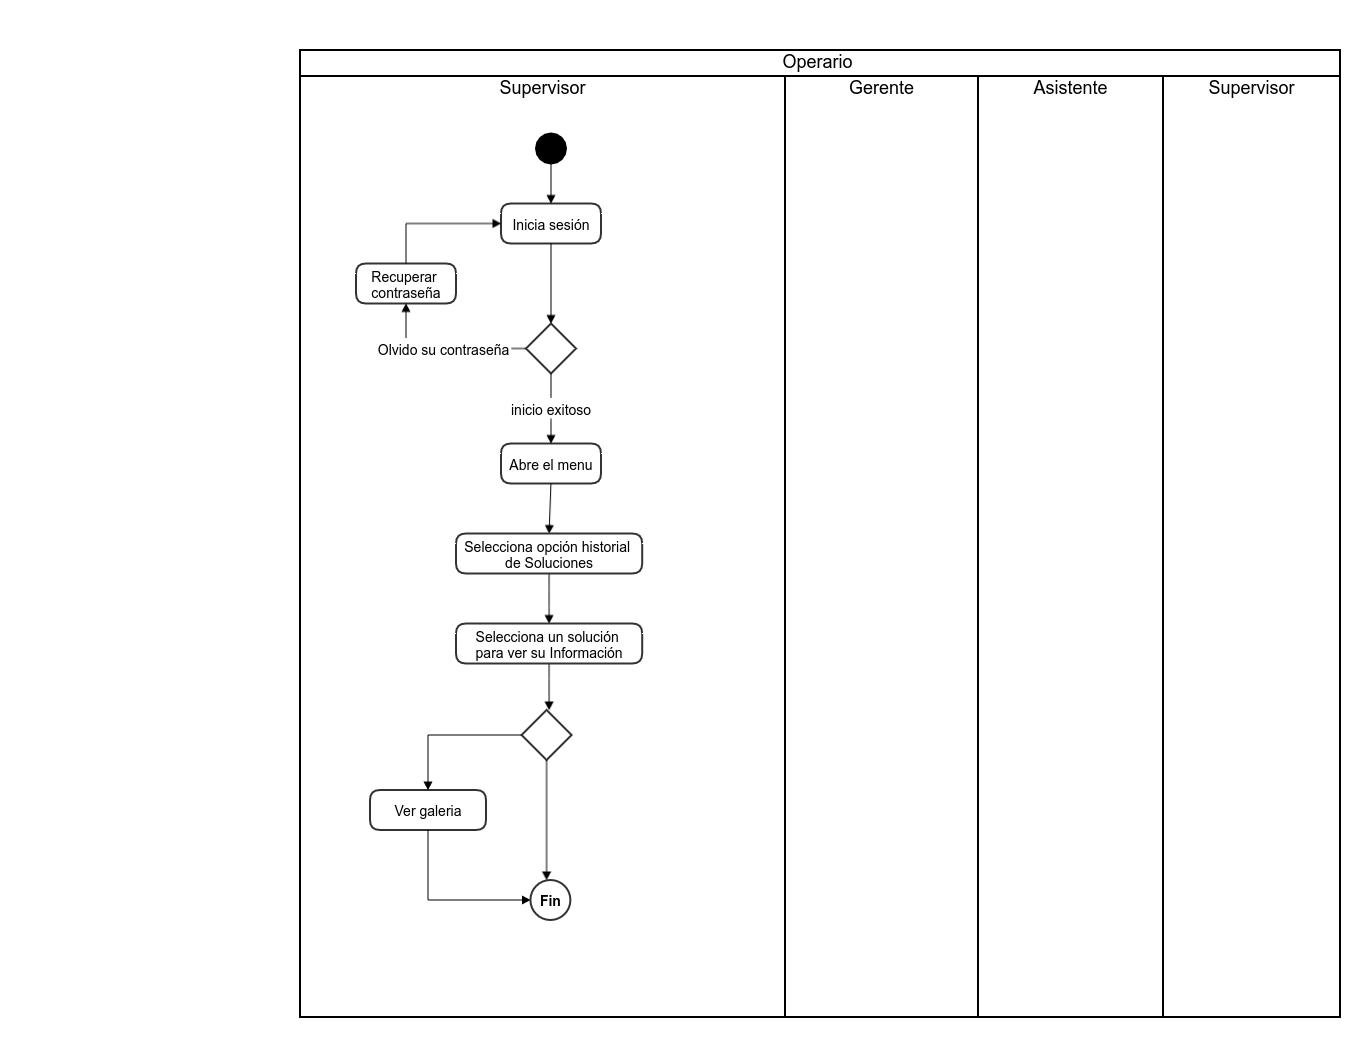 Operario
Supervisor
Gerente
Asistente
Supervisor
Inicia sesión
Recuperar
contraseña
Olvido su contraseña
inicio exitoso
Abre el menu
Selecciona opción historial
de Soluciones
Selecciona un solución
para ver su Información
Ver galeria
Fin